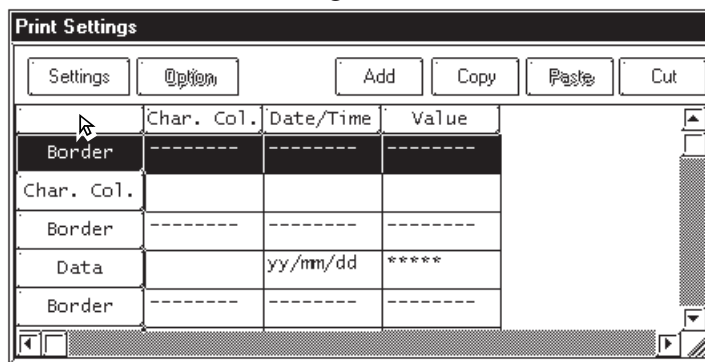 Print Settings
Settings Option Add Copy Paste Cut
Char. Col. Date/Time Value
Border -------- -------- --------
Char. Col.
Border -------- -------- --------
Data yy/mm/dd *****
Border -------- -------- --------